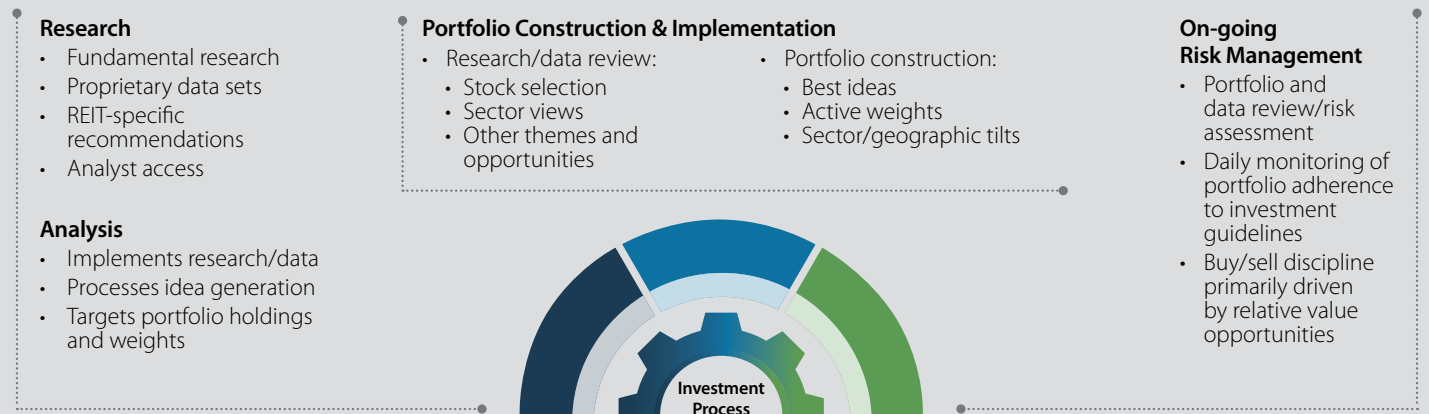 Research
• Fundamental research
• Proprietary data sets
• REIT-specific
recommendations
• Analyst access
Analysis
• Implements research/data
• Processes idea generation
• Targets portfolio holdings
and weights
Portfolio Construction & Implementation
• Research/data review:
• Stock selection
• Sector views
• Other themes and
opportunities
• Portfolio construction:
• Best ideas
• Active weights
• Sector/geographic tilts
On-going
Risk Management
• Portfolio and
data review/risk
assessment
• Daily monitoring of
portfolio adherence
to investment
guidelines
• Buy/sell discipline
primarily driven
by relative value
opportunities
Investment
Process